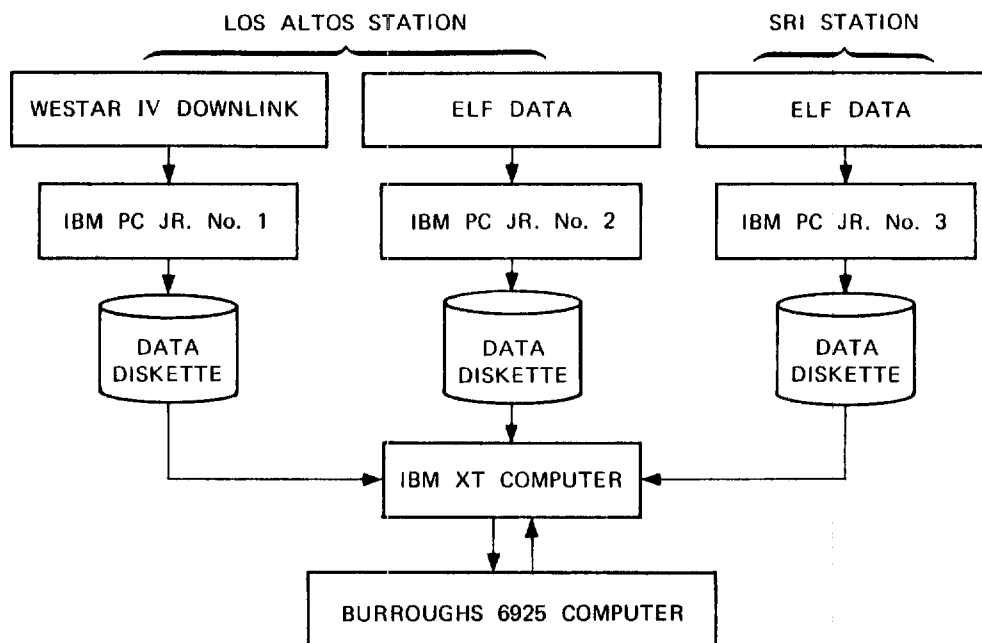 LOS ALTOS STATION
SRI STATION
WESTAR IV DOWNLINK
ELF DATA
ELF DATA
IBM PC JR. No. 1
IBM PC JR. No. 2
IBM PC JR. No. 3
DATA
DISKETTE
DATA
DISKETTE
DATA
DISKETTE
IBM XT COMPUTER
BURROUGHS 6925 COMPUTER